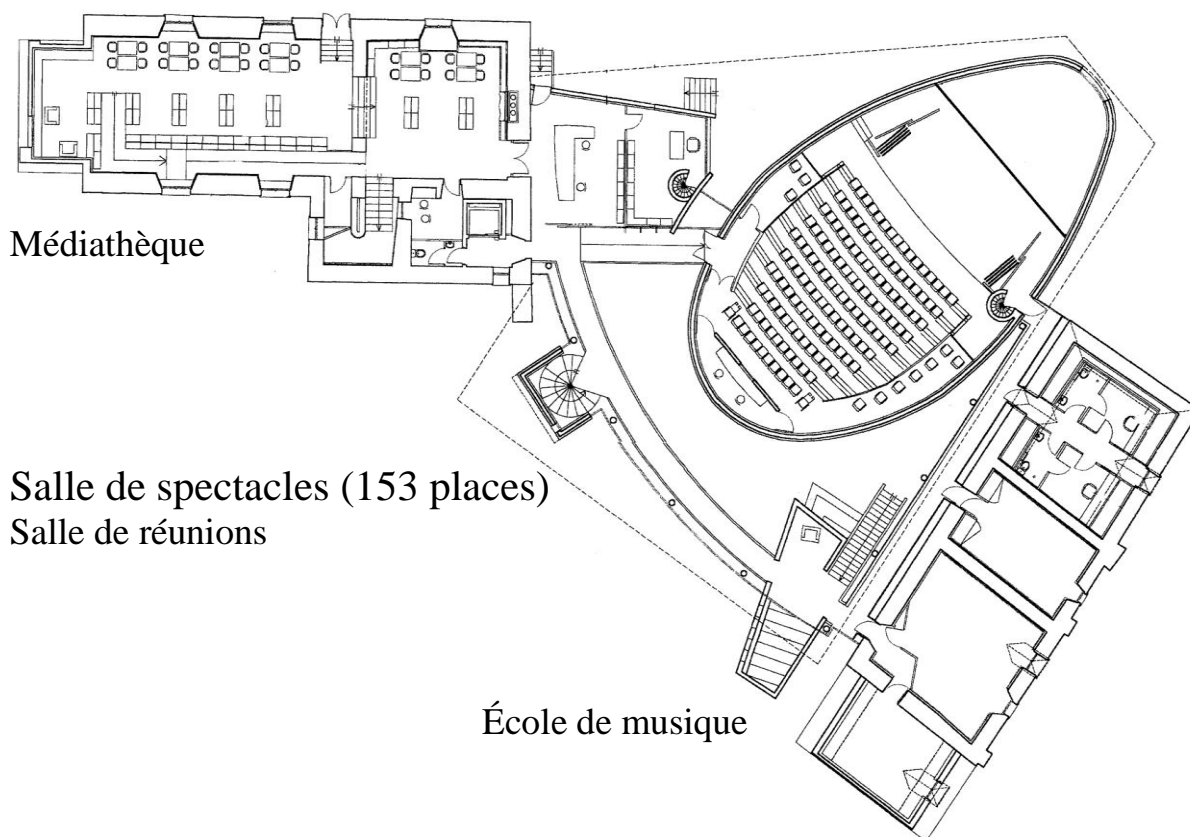 Médiathèque
Salle de spectacles (153 places)
Salle de réunions
École de musique